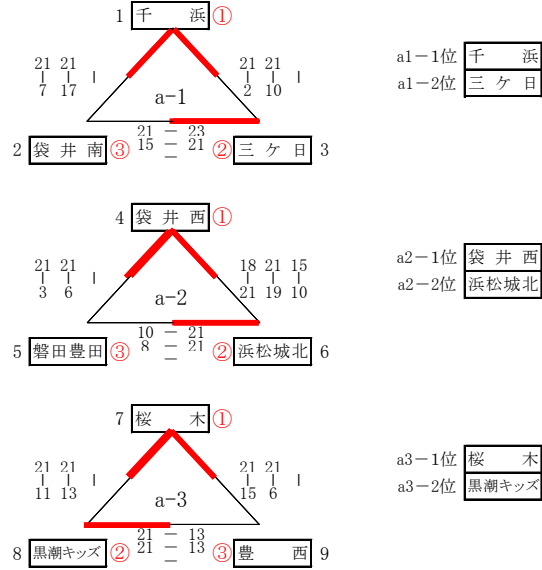 1 千 浜 ①
21 21
| | |
7 17
21 21
| | |
2 10
a-1
21 － 23
15 － 21
－
2 袋井南 ③
② 三ケ日 3
a1－1位 千 浜
a1－2位 三ケ日
4 袋井西 ①
21 21
| | |
3 6
18 21 15
| | |
21 19 10
a-2
10 － 21
8 － 21
－
5 磐田豊田 ③
② 浜松城北 6
a2－1位 袋井西
a2－2位 浜松城北
7 桜 木 ①
21 21
| | |
11 13
21 21
| | |
15 6
a-3
21 － 13
21 － 13
－
8 黒潮キッズ ②
③ 豊 西 9
a3－1位 桜 木
a3－2位 黒潮キッズ